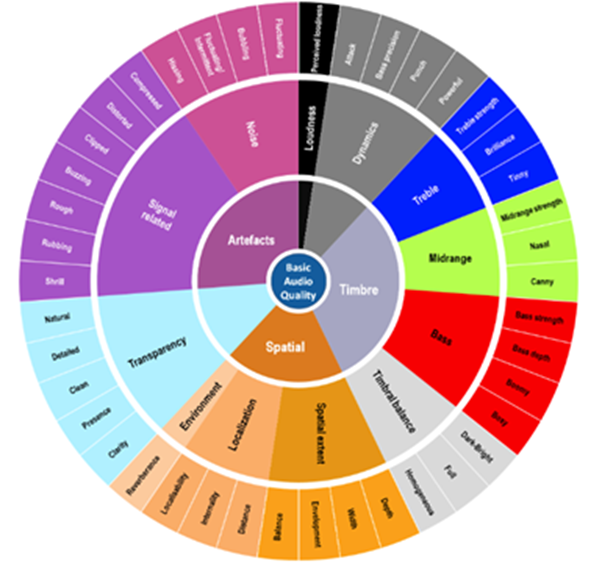 Basic
Audio
Quality
Artefacts
Timbre
Spatial
Loudness
Dynamics
Treble
Midrange
Bass
Timbral balance
Spatial extent
Localization
Environment
Transparency
Signal
related
Noise
Perceived loudness
Attack
Bass precision
Punch
Powerful
Treble strength
Brilliance
Tinny
Midrange strength
Nasal
Canny
Bass strength
Bass depth
Boomy
Boxy
Dark-Bright
Full
Homogeneous
Depth
Width
Envelopment
Balance
Distance
Internality
Localisability
Reverberance
Clarity
Presence
Clean
Detailed
Natural
Shrill
Rubbing
Rough
Buzzing
Clipped
Distorted
Compressed
Hissing
Fluctuating/
Intermittent
Bubbling
Fluctuating